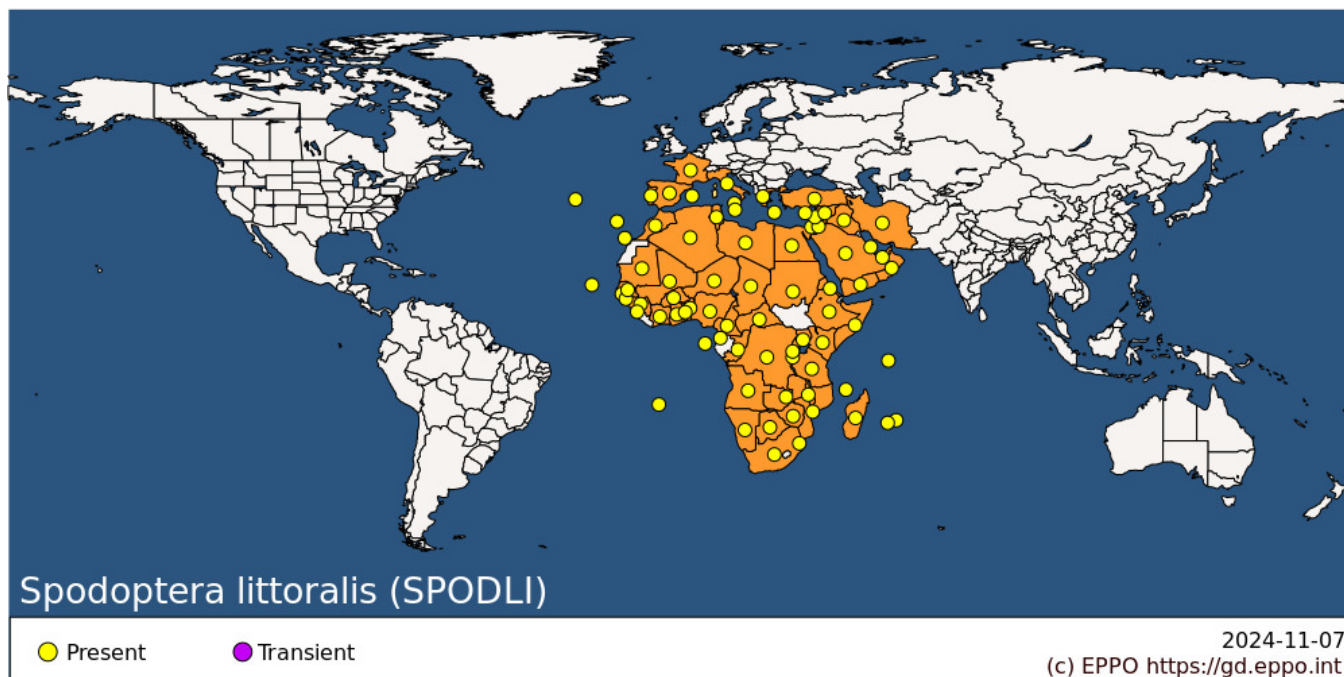 Spodoptera littoralis (SPODLI)
Present
Transient
2024-11-07
(c) EPPO https://gd.eppo.int